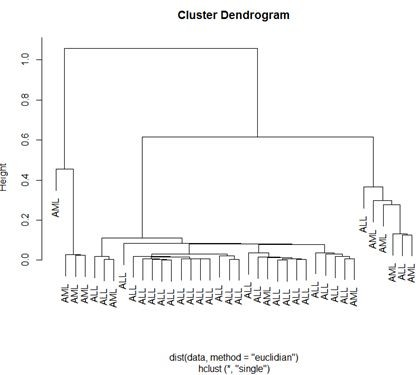 Cluster Dendrogram
Height
1.0
0.8
0.6
0.4
0.2
0.0
AML AML AML AML ALL ALL AML ALL ALL ALL ALL ALL ALL ALL ALL ALL ALL ALL ALL ALL ALL ALL AML ALL ALL ALL ALL ALL ALL ALL ALL AML ALL AML AML AML ALL AML
dist(data, method = "euclidian")
hclust (*, "single")